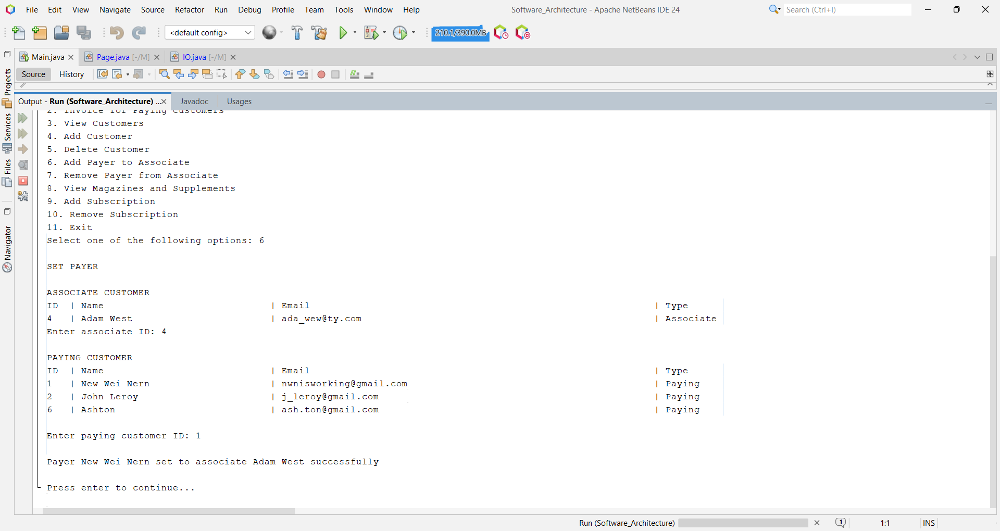 File Edit View Navigate Source Refactor Run Debug Profile Team Tools Window Help
Software_Architecture - Apache NetBeans IDE 24
Search (Ctrl+I)
<default config>
210.1/390.0MB
Main.java
Page.java [-/M]
IO.java [-/M]
Source
History
Projects
Services
Files
Navigator
Output - Run (Software_Architecture) ...
Javadoc
Usages
2. Invoice for Paying Customers
3. View Customers
4. Add Customer
5. Delete Customer
6. Add Payer to Associate
7. Remove Payer from Associate
8. View Magazines and Supplements
9. Add Subscription
10. Remove Subscription
11. Exit
Select one of the following options: 6
SET PAYER
ASSOCIATE CUSTOMER
ID | Name | Email | Type
4 | Adam West | ada_wew@ty.com | Associate
Enter associate ID: 4
PAYING CUSTOMER
ID | Name | Email | Type
1 | New Wei Nern | nwnisworking@gmail.com | Paying
2 | John Leroy | j_leroy@gmail.com | Paying
6 | Ashton | ash.ton@gmail.com | Paying
Enter paying customer ID: 1
Payer New Wei Nern set to associate Adam West successfully
Press enter to continue...
Run (Software_Architecture)
1
1:1
INS